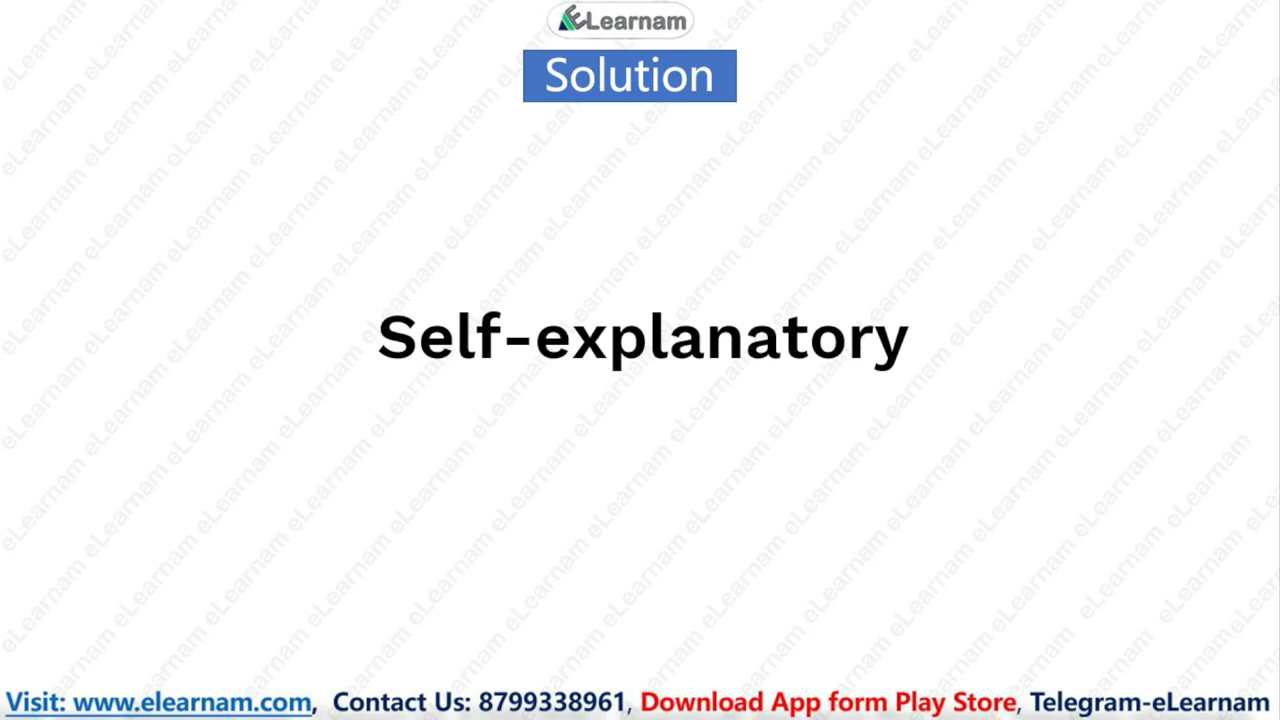 ELearnam
Solution
Self-explanatory
Visit: www.elearnam.com, Contact Us: 8799338961, Download App form Play Store, Telegram-eLearnam